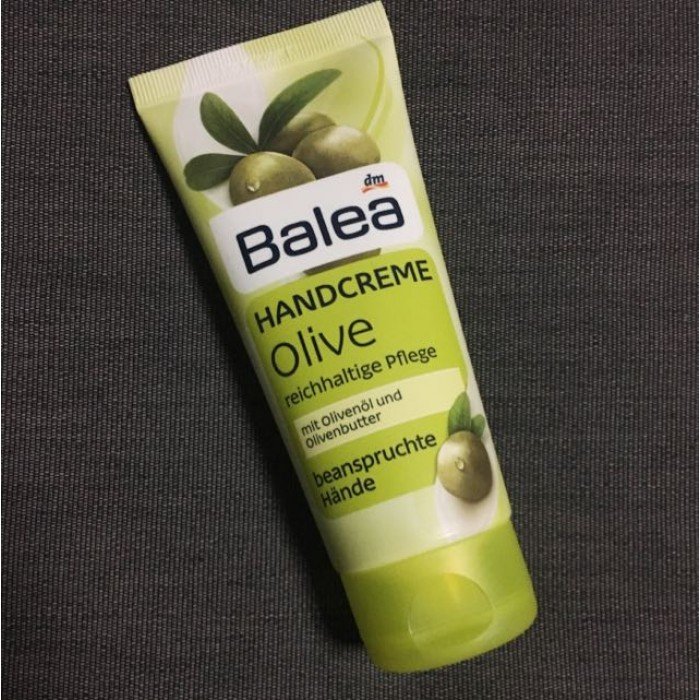 dm
Balea
HANDCREME
Olive
reichhaltige Pflege
mit Olivenöl und
Olivenbutter
beanspruchte
Hände